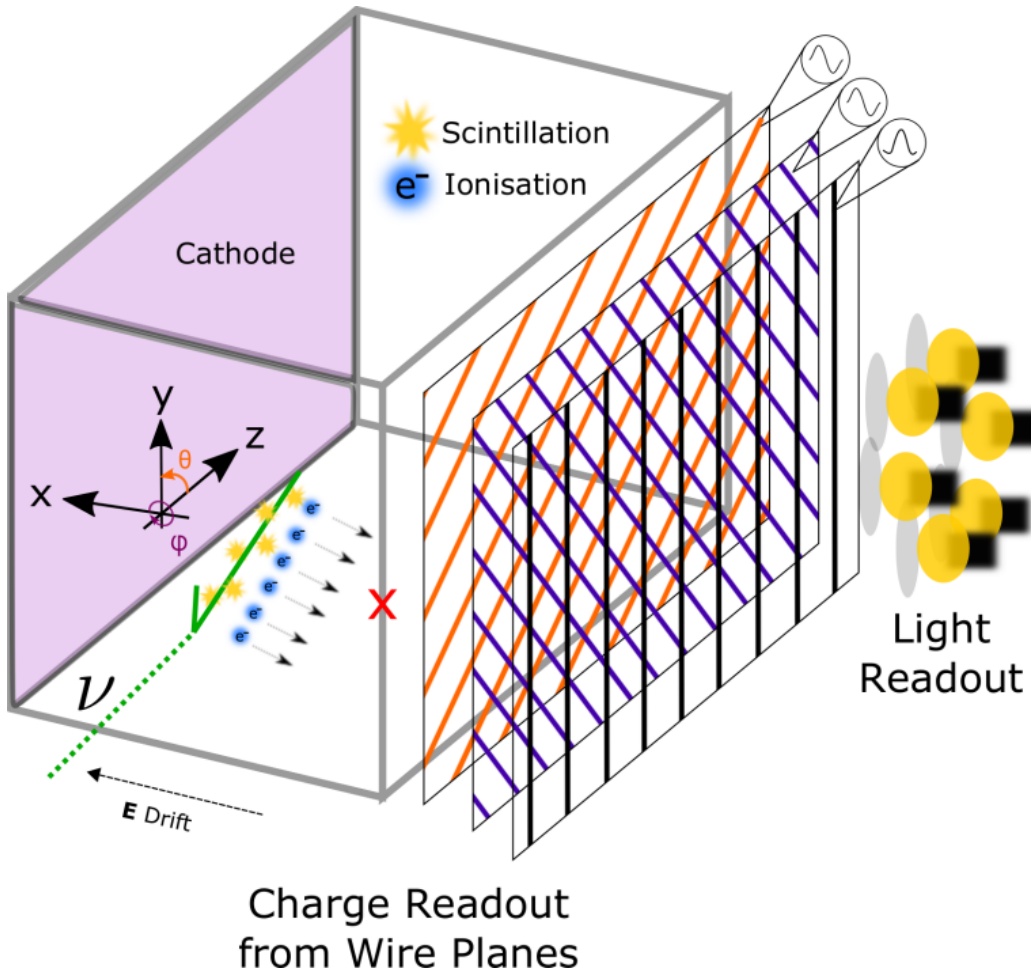 Scintillation
e⁻ Ionisation
Cathode
y
z
θ
x
φ
e⁻
e⁻
e⁻
e⁻
e⁻
e⁻
X
ν
E Drift
Light
Readout
Charge Readout
from Wire Planes